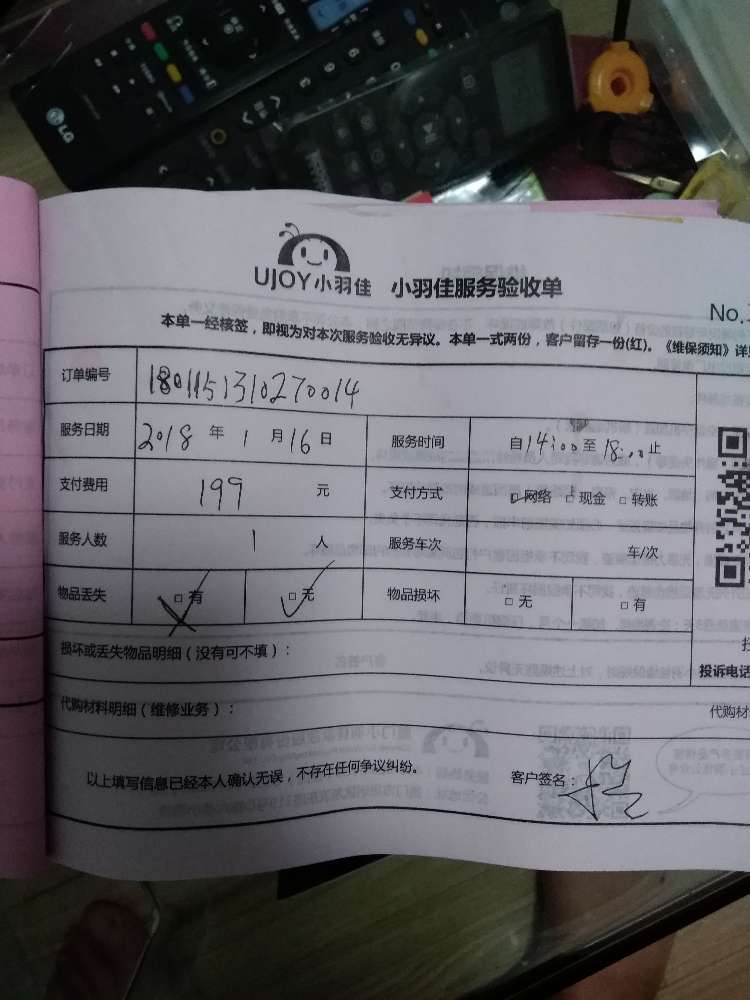 LG
UJOY小羽佳 小羽佳服务验收单
No.
本单一经核签，即视为对本次服务验收无异议。本单一式两份，客户留存一份(红)。《维保须知》详
订单编号 1801151310270014
服务日期 2018 年 1 月 16 日 服务时间 自 14:00 至 18:00 止
支付费用 199 元 支付方式 ☑网络 □现金 □转账
服务人数 1 人 服务车次 车/次
物品丢失 □有 □无 物品损坏 □无 □有
损坏或丢失物品明细（没有可不填）：
投诉电话
代购材料明细（维修业务）：
代购材
以上填写信息已经本人确认无误，不存在任何争议纠纷。 客户签名：